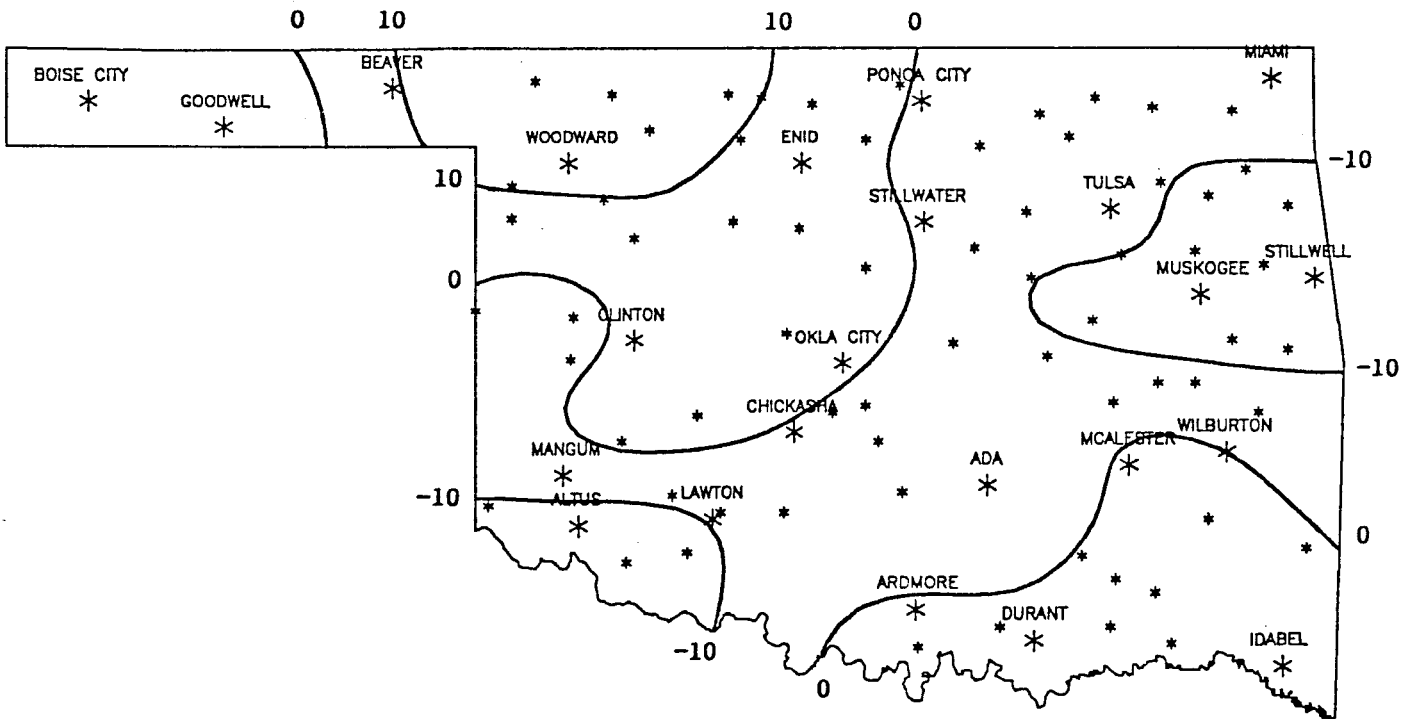 0 10 10 0
MIAMI
BEAVER
BOISE CITY
PONCA CITY
GOODWELL
WOODWARD ENID
-10
10
TULSA
STILLWATER
STILLWELL
MUSKOGEE
0
CLINTON
OKLA CITY
-10
CHICKASHA
WILBURTON
MCALESTER
MANGUM
ADA
-10
ALTUS
LAWTON
0
ARDMORE
DURANT
IDABEL
-10
0